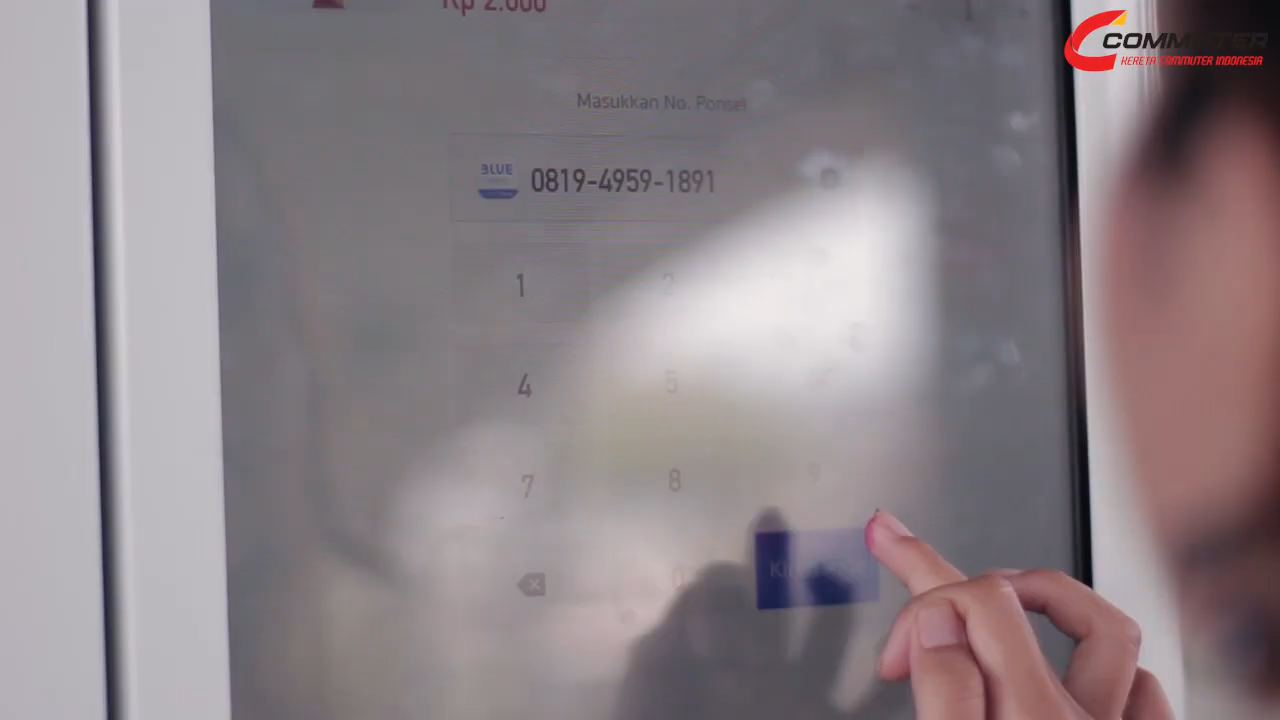 Rp 2.000
COMMUTER
KERETA COMMUTER INDONESIA
Masukkan No. Ponsel
BLUE
0819-4959-1891
1 2
4 5
7 8 9